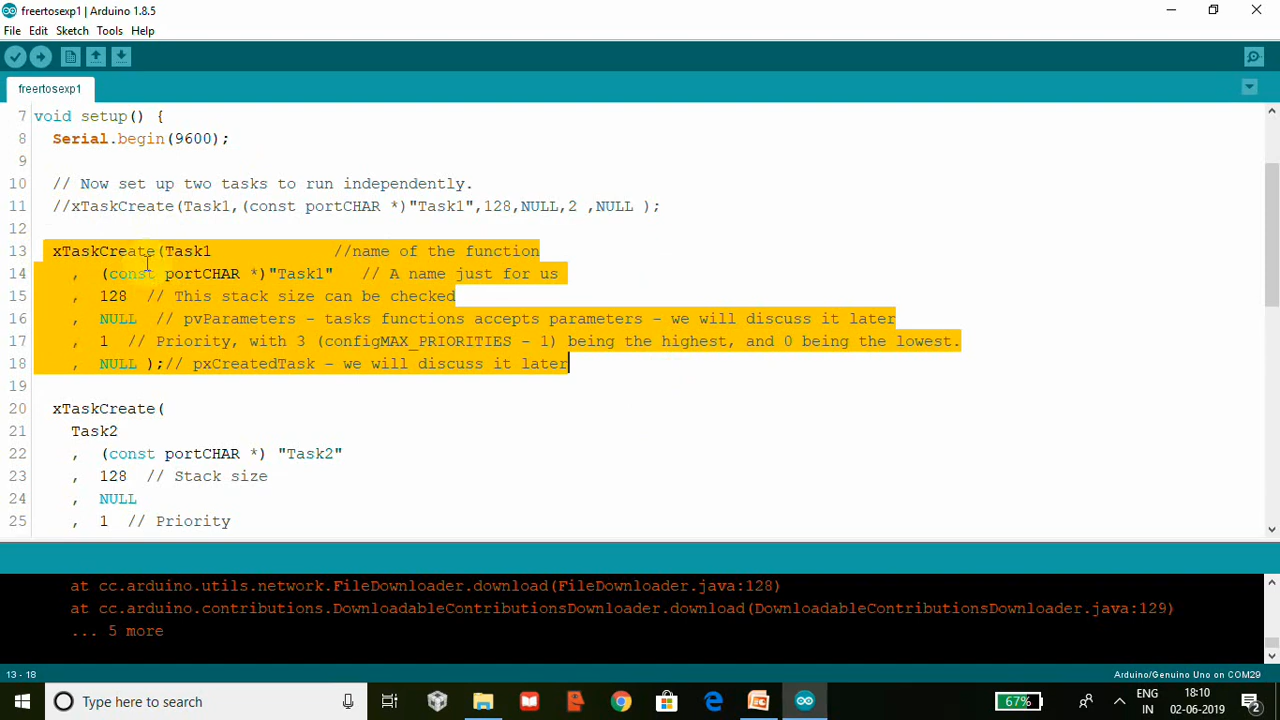 freertosexp1 | Arduino 1.8.5
File Edit Sketch Tools Help
freertosexp1
7 void setup() {
8 Serial.begin(9600);
9
10 // Now set up two tasks to run independently.
11 //xTaskCreate(Task1,(const portCHAR *)"Task1",128,NULL,2 ,NULL );
12
13 xTaskCreate(Task1 //name of the function
14 , (const portCHAR *)"Task1" // A name just for us
15 , 128 // This stack size can be checked
16 , NULL // pvParameters - tasks functions accepts parameters - we will discuss it later
17 , 1 // Priority, with 3 (configMAX_PRIORITIES - 1) being the highest, and 0 being the lowest.
18 , NULL );// pxCreatedTask - we will discuss it later
19
20 xTaskCreate(
21 Task2
22 , (const portCHAR *) "Task2"
23 , 128 // Stack size
24 , NULL
25 , 1 // Priority
at cc.arduino.utils.network.FileDownloader.download(FileDownloader.java:128)
at cc.arduino.contributions.DownloadableContributionsDownloader.download(DownloadableContributionsDownloader.java:129)
... 5 more
13 - 18 Arduino/Genuino Uno on COM29
Type here to search 67% ENG 18:10
IN 02-06-2019 2